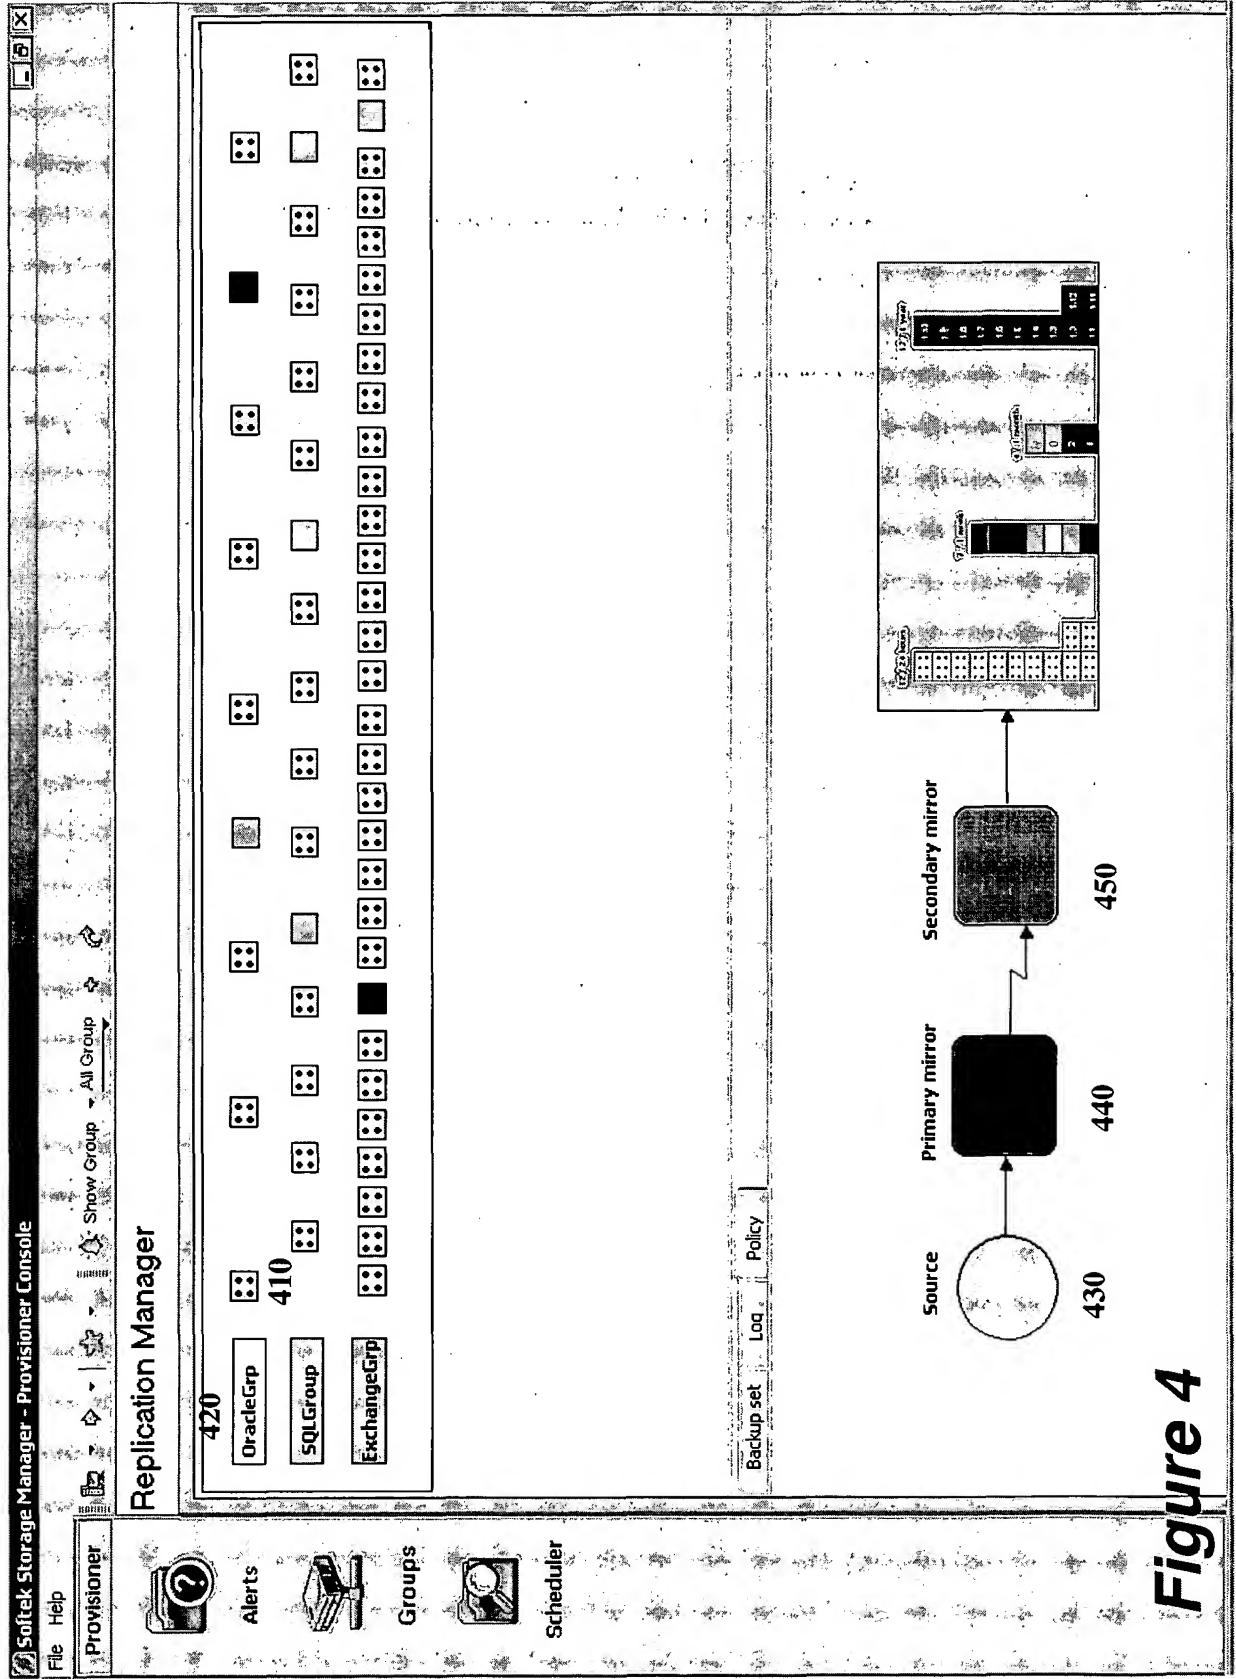 Softek Storage Manager - Provisioner Console
File Help
Show Group All Group
Provisioner
Alerts
Groups
Scheduler
Replication Manager
420
OracleGrp
410
SQLGroup
ExchangeGrp
Backup set Log Policy
Source
Primary mirror
Secondary mirror
430
440
450
Figure 4